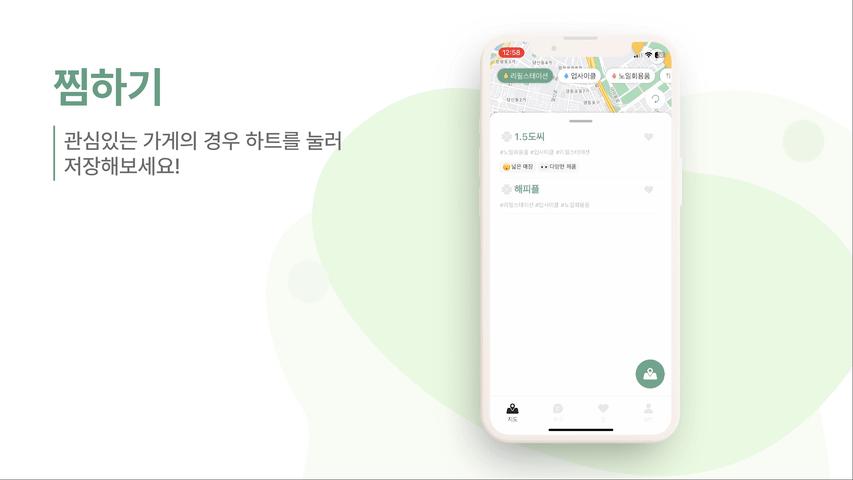 찜하기
관심있는 가게의 경우 하트를 눌러
저장해보세요!
12:58
리필스테이션
업사이클
노일회용품
1.5도씨
#노일회용품 #업사이클 #리필스테이션
넓은 매장
다양한 제품
해피플
#리필스테이션 #업사이클 #노일회용품
지도